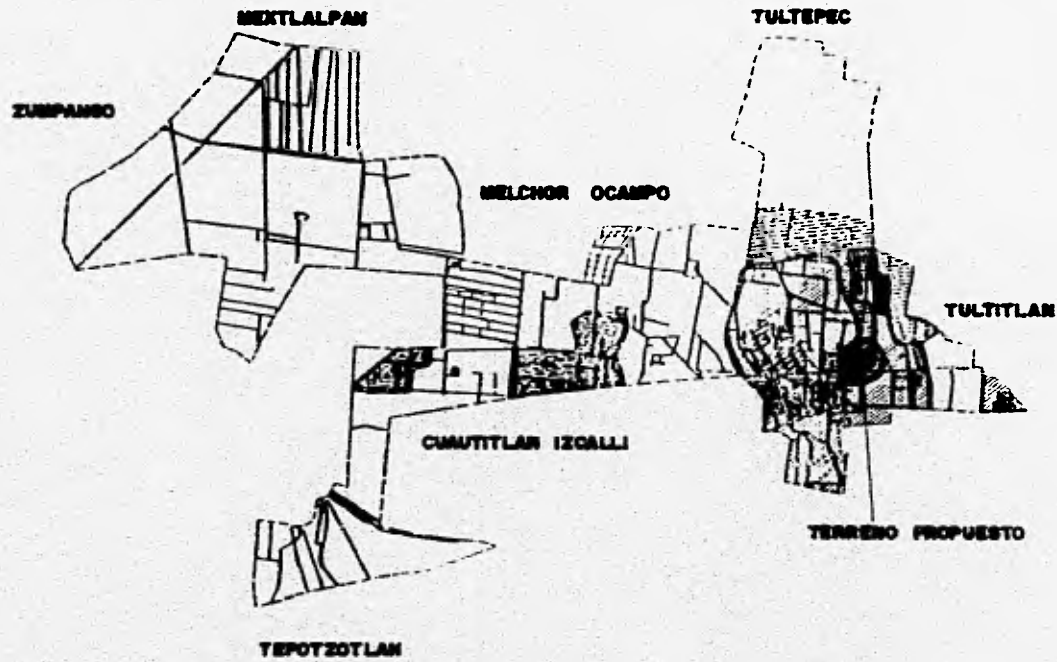 MEXTLALPAN
TULTEPEC
ZUMPANGO
MELCHOR OCAMPO
TULTITLAN
CUAUTITLAN IZCALLI
TERRENO PROPUESTO
TEPOTZOTLAN